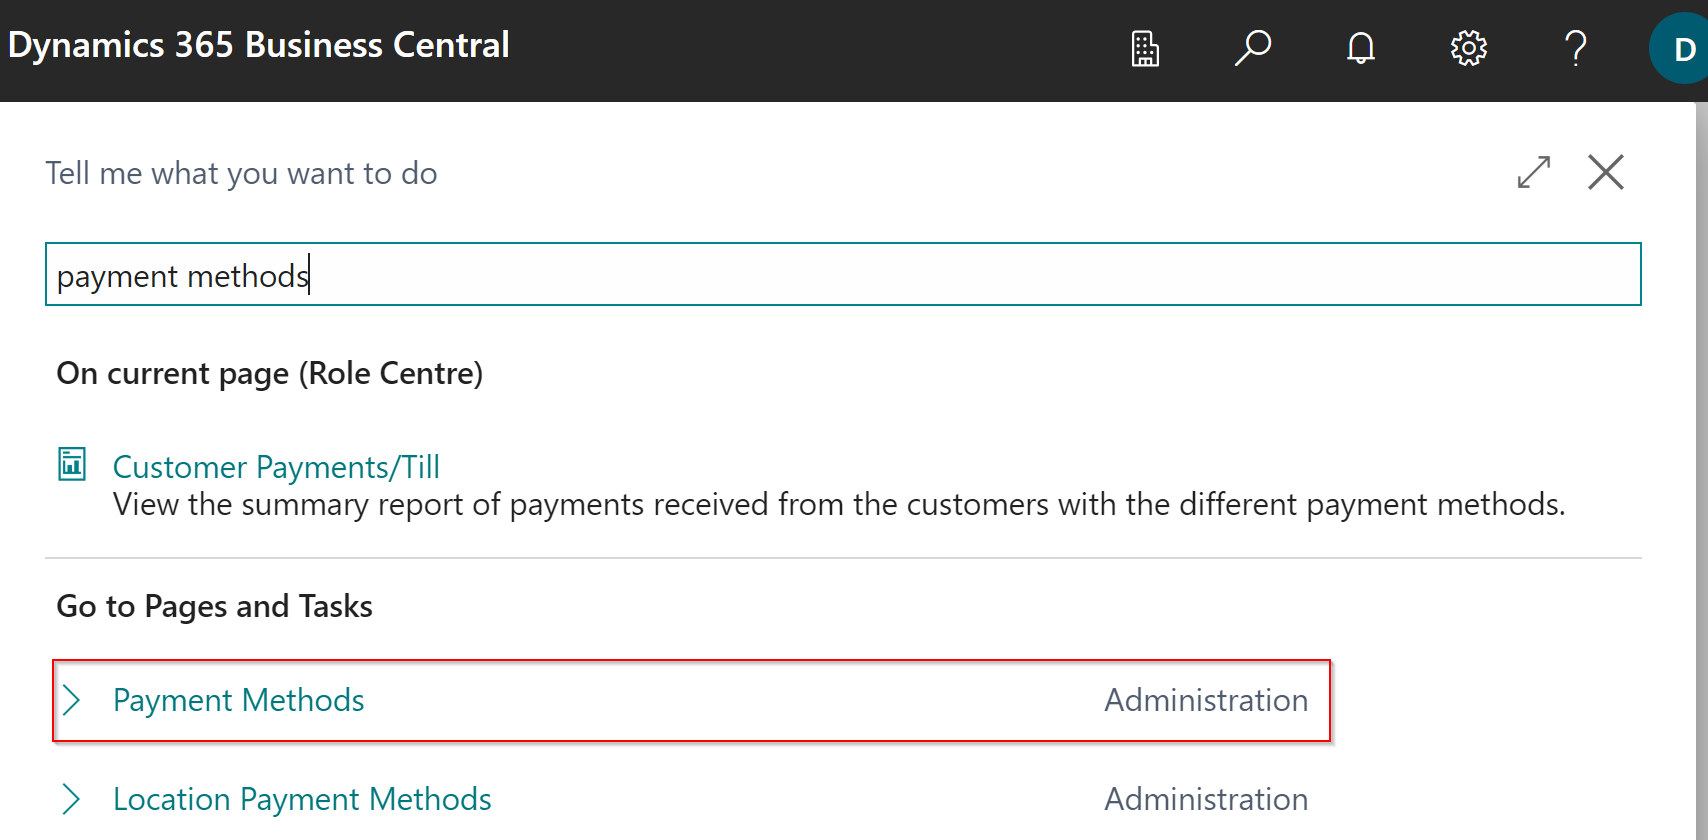 Dynamics 365 Business Central
D
Tell me what you want to do
payment methods
On current page (Role Centre)
Customer Payments/Till
View the summary report of payments received from the customers with the different payment methods.
Go to Pages and Tasks
Payment Methods Administration
Location Payment Methods Administration